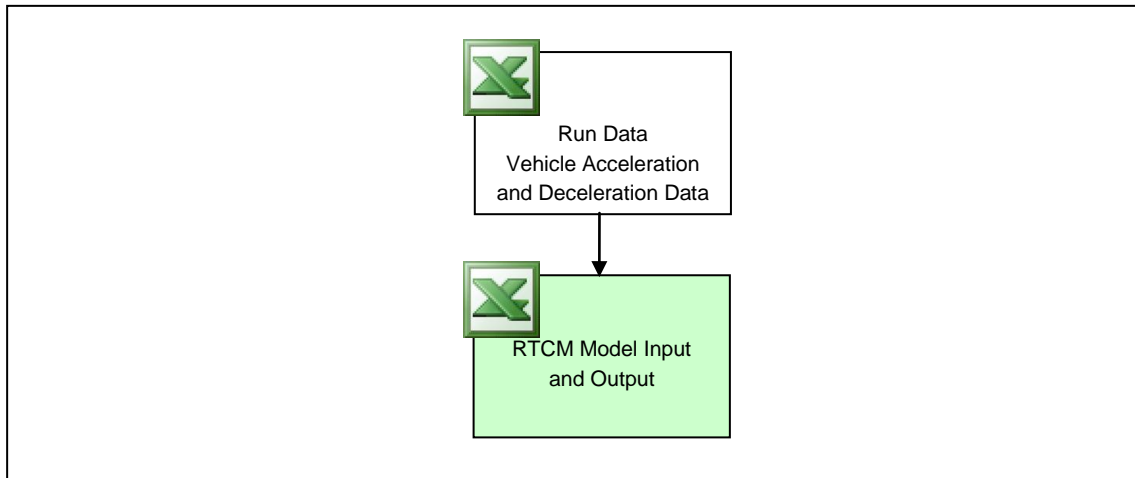 Run Data
Vehicle Acceleration
and Deceleration Data
RTCM Model Input
and Output